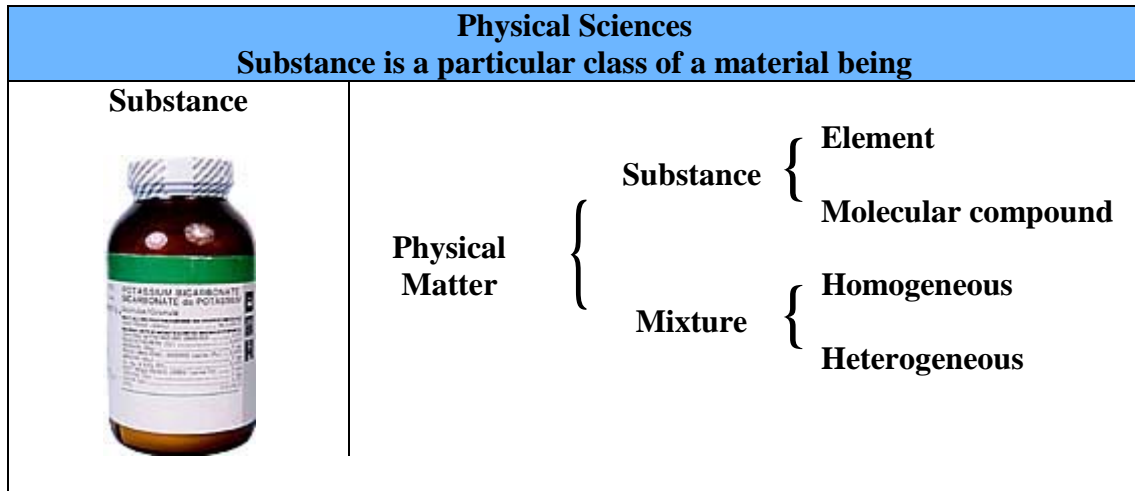 Physical Sciences
Substance is a particular class of a material being
Substance
POTASSIUM BICARBONATE
BICARBONATE de POTASSIUM
Physical
Matter
Substance
Element
Molecular compound
Mixture
Homogeneous
Heterogeneous